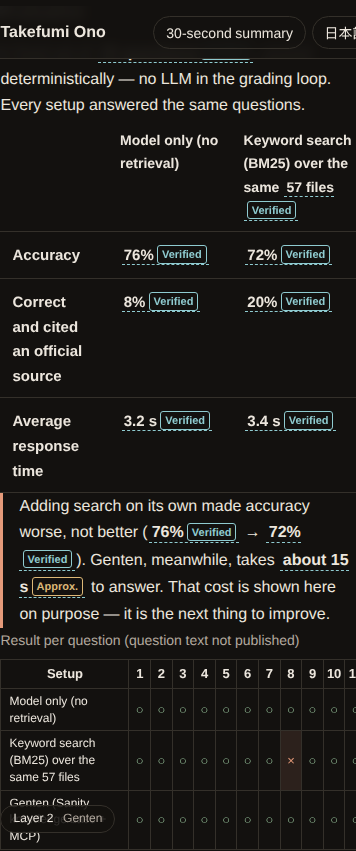 Takefumi Ono
30-second summary
日本語
deterministically — no LLM in the grading loop.
Every setup answered the same questions.
Model only (no retrieval)
Keyword search (BM25) over the same 57 files Verified
Accuracy
76% Verified
72% Verified
Correct and cited an official source
8% Verified
20% Verified
Average response time
3.2 s Verified
3.4 s Verified
Adding search on its own made accuracy
worse, not better ( 76% Verified → 72%
Verified ). Genten, meanwhile, takes about 15
s Approx. to answer. That cost is shown here
on purpose — it is the next thing to improve.
Result per question (question text not published)
Setup 1 2 3 4 5 6 7 8 9 10
Model only (no retrieval) ○ ○ ○ ○ ○ ○ ○ ○ ○ ○
Keyword search (BM25) over the same 57 files ○ ○ ○ ○ ○ ○ ○ × ○ ○
Genten (Sanity
MCP) ○ ○ ○ ○ ○ ○ ○ ○ ○ ○
Layer 2 Genten